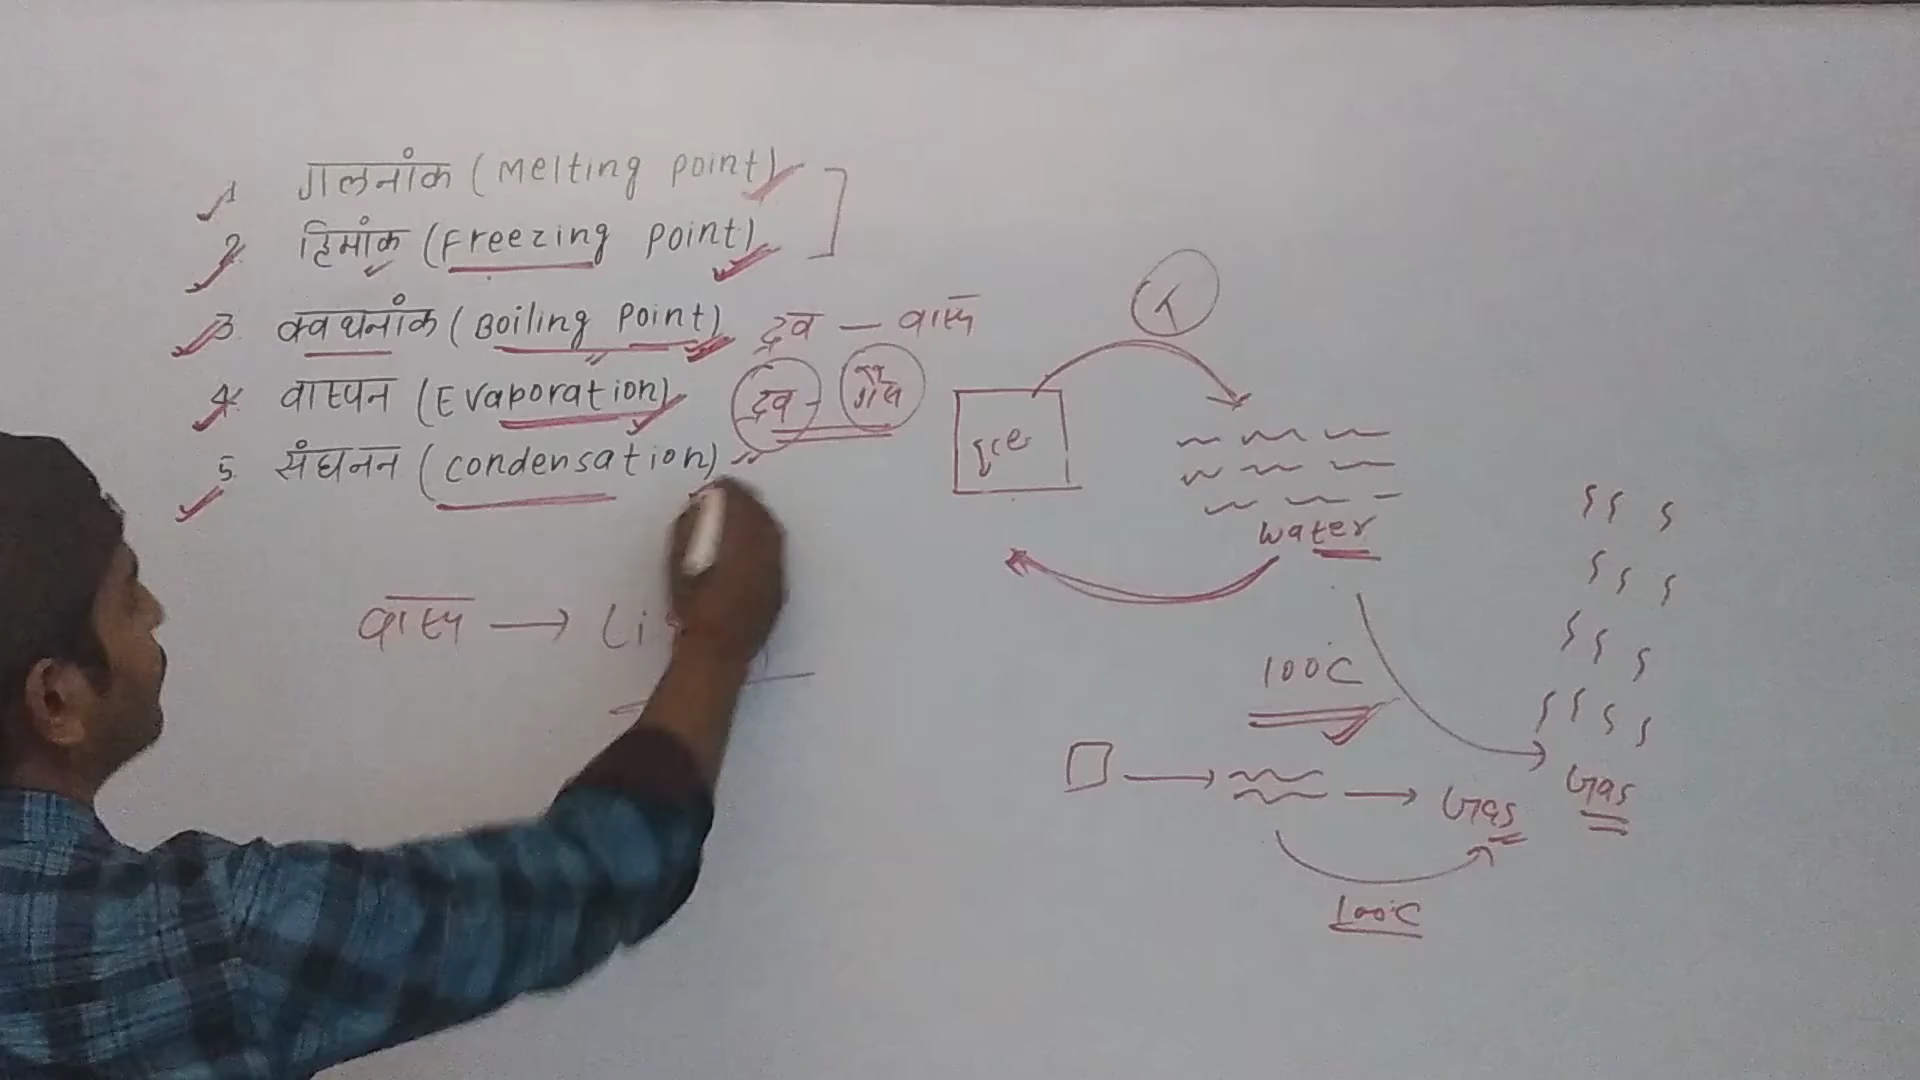 1 गलनांक (Melting point)
2. हिमांक (Freezing point)
3. क्वथनांक (Boiling point) द्रव — वाष्प
4. वाष्पन (Evaporation) द्रव -
5. संघनन (Condensation)
Ice
Water
वाष्प → Li
100C
Gas
Gas
100C